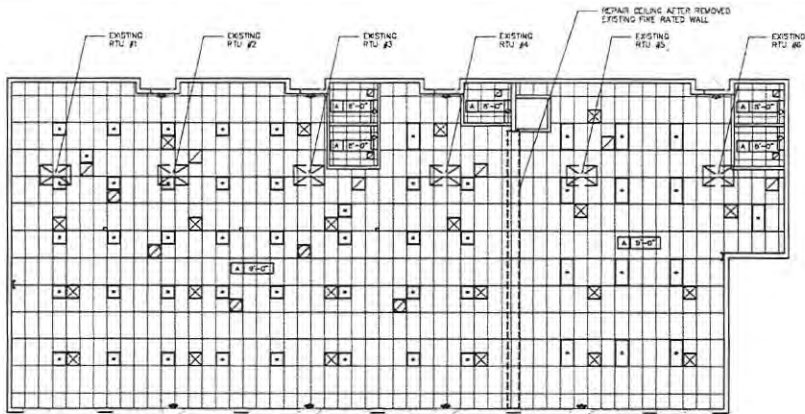 REPAIR CEILING AFTER REMOVED
EXISTING FIRE RATED WALL
EXISTING
RTU #1
EXISTING
RTU #2
EXISTING
RTU #3
EXISTING
RTU #4
EXISTING
RTU #5
EXISTING
RTU #6
A 8'-0"
A 8'-0"
A 8'-0"
A 8'-0"
A 8'-0"
A 9'-0"
A 9'-0"